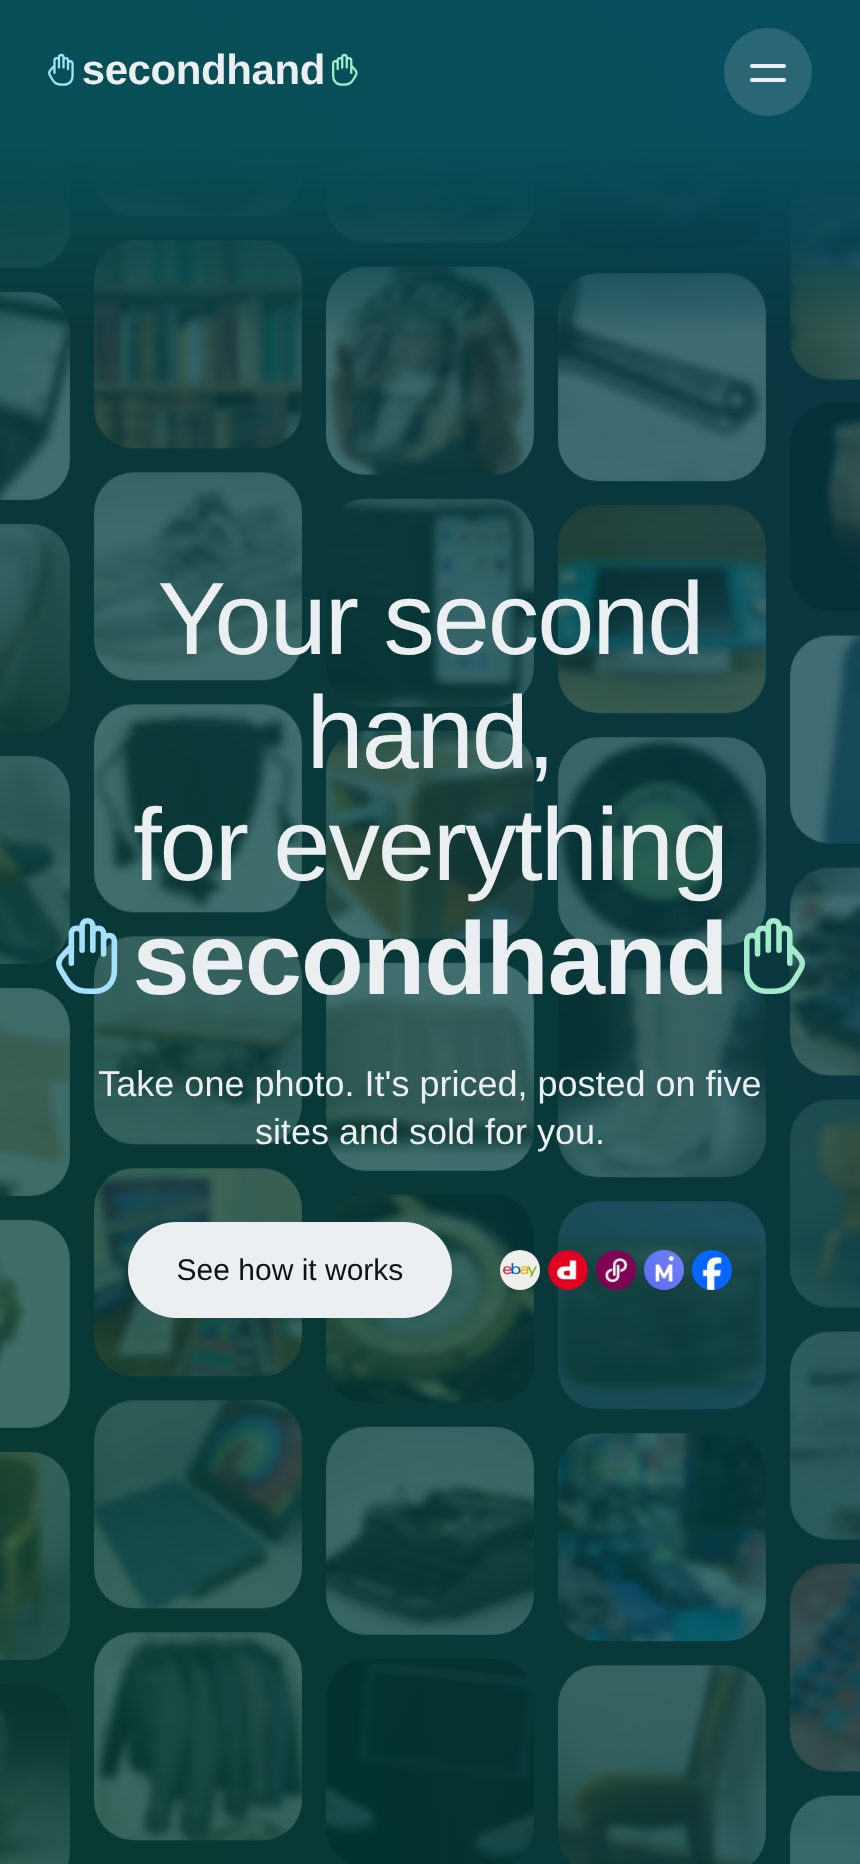 secondhand
Your second
hand,
for everything
secondhand
Take one photo. It's priced, posted on five
sites and sold for you.
See how it works
ebay